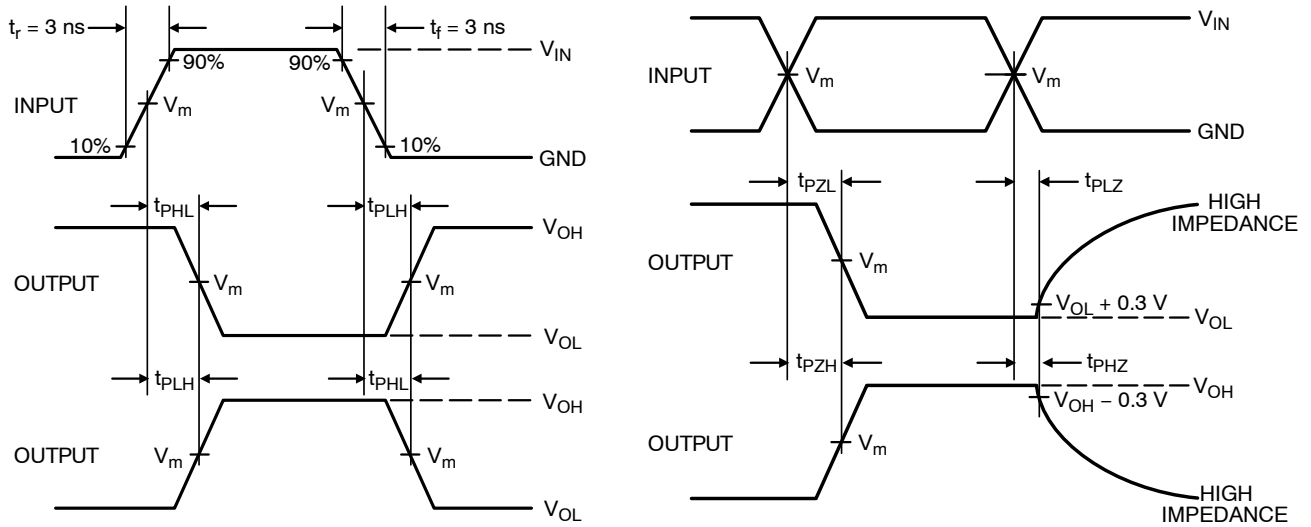 t_r = 3 ns
t_f = 3 ns
V_IN
90%
90%
INPUT
V_m
V_m
10%
10%
GND
t_PHL
t_PLH
V_OH
OUTPUT
V_m
V_m
V_OL
t_PLH
t_PHL
V_OH
OUTPUT
V_m
V_m
V_OL
V_IN
INPUT
V_m
V_m
GND
t_PZL
t_PLZ
HIGH
IMPEDANCE
OUTPUT
V_m
V_OL + 0.3 V
V_OL
t_PZH
t_PHZ
V_OH
V_OH − 0.3 V
OUTPUT
V_m
HIGH
IMPEDANCE